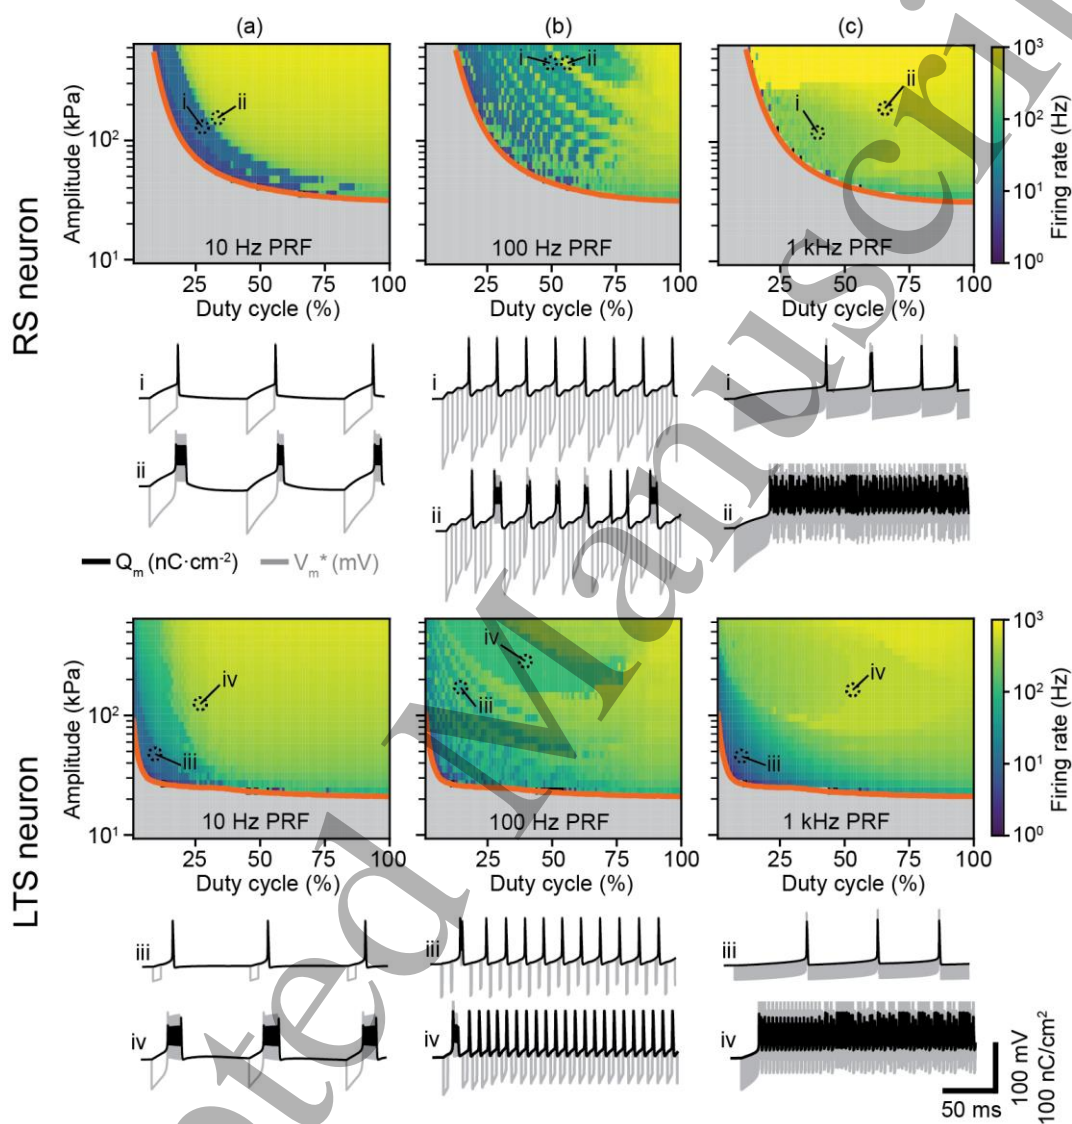 (a) (b) (c)
RS neuron
Amplitude (kPa)
10²
10¹
i
ii
10 Hz PRF
i
ii
100 Hz PRF
i
ii
1 kHz PRF
25 50 75 100
25 50 75 100
25 50 75 100
Duty cycle (%) Duty cycle (%) Duty cycle (%)
10³
10²
10¹
10⁰
Firing rate (Hz)
i
ii
i
ii
i
ii
Qₘ (nC·cm⁻²) Vₘ* (mV)
LTS neuron
Amplitude (kPa)
10²
10¹
iv
iii
10 Hz PRF
iv
iii
100 Hz PRF
iv
iii
1 kHz PRF
25 50 75 100
25 50 75 100
25 50 75 100
Duty cycle (%) Duty cycle (%) Duty cycle (%)
10³
10²
10¹
10⁰
Firing rate (Hz)
iii
iv
iii
iv
iii
iv
100 mV
100 nC/cm²
50 ms
pted Manuscri